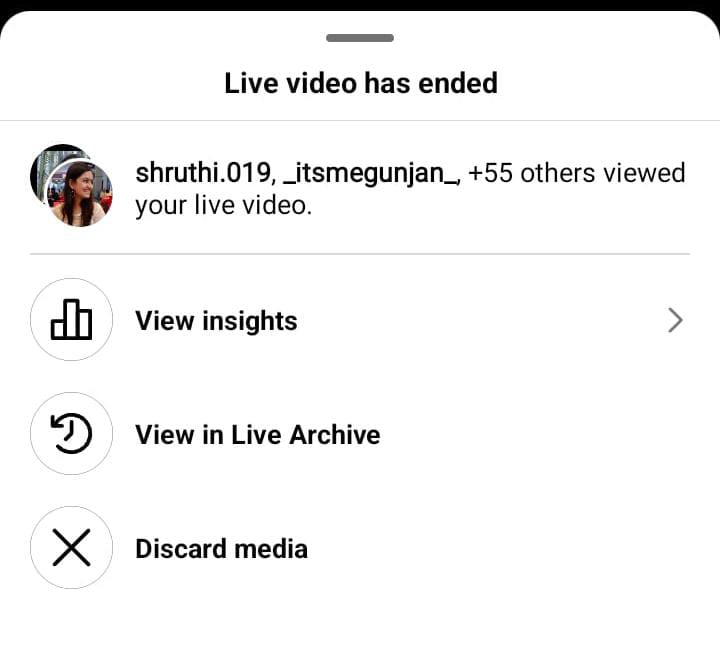 Live video has ended
shruthi.019, _itsmegunjan_, +55 others viewed
your live video.
View insights
View in Live Archive
Discard media